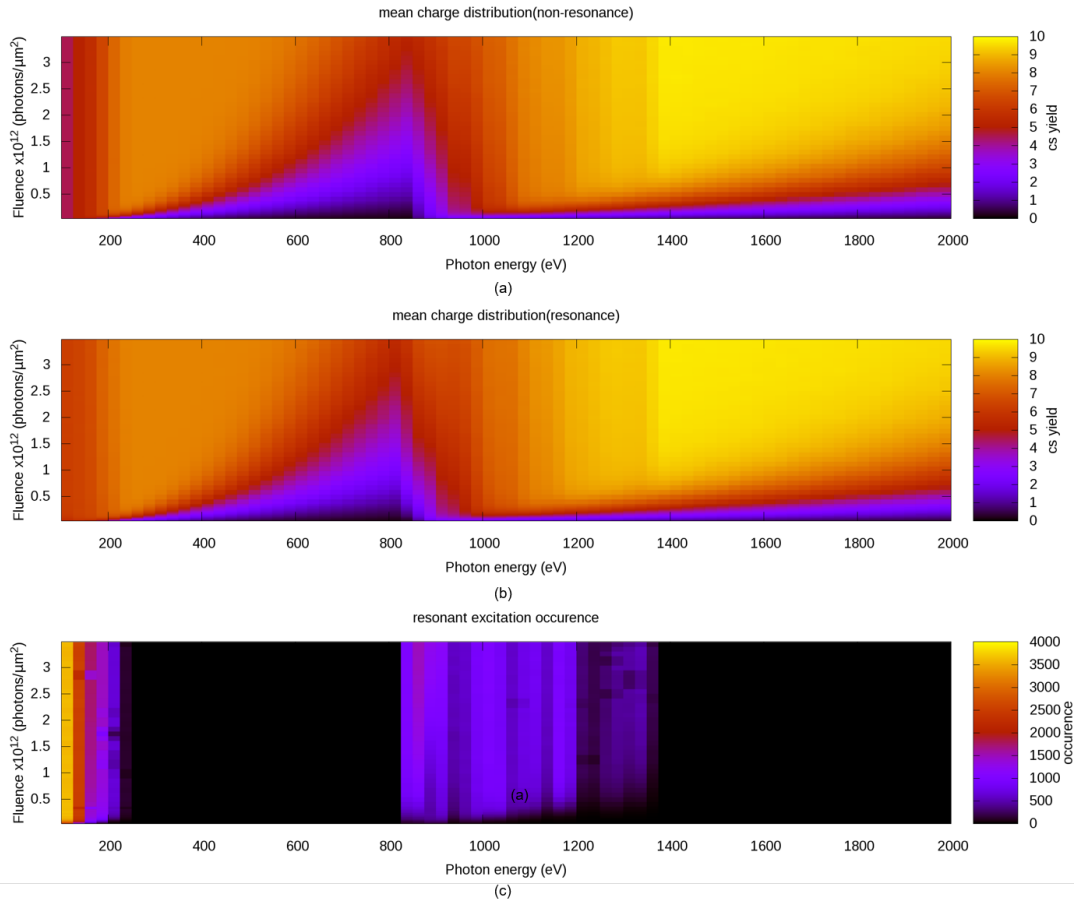 mean charge distribution(non-resonance)
Fluence x10¹² (photons/µm²)
3
2.5
2
1.5
1
0.5
200 400 600 800 1000 1200 1400 1600 1800 2000
Photon energy (eV)
10
9
8
7
6
5
4
3
2
1
0
cs yield
(a)
mean charge distribution(resonance)
Fluence x10¹² (photons/µm²)
3
2.5
2
1.5
1
0.5
200 400 600 800 1000 1200 1400 1600 1800 2000
Photon energy (eV)
10
9
8
7
6
5
4
3
2
1
0
cs yield
(b)
resonant excitation occurence
Fluence x10¹² (photons/µm²)
3
2.5
2
1.5
1
0.5
(a)
200 400 600 800 1000 1200 1400 1600 1800 2000
Photon energy (eV)
4000
3500
3000
2500
2000
1500
1000
500
0
occurence
(c)